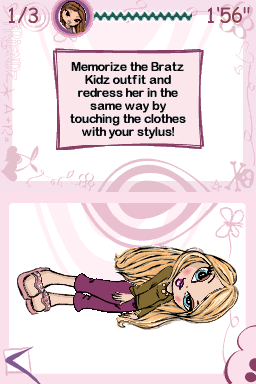 1/3
1'56"
Memorize the Bratz
Kidz outfit and
redress her in the
same way by
touching the clothes
with your stylus!